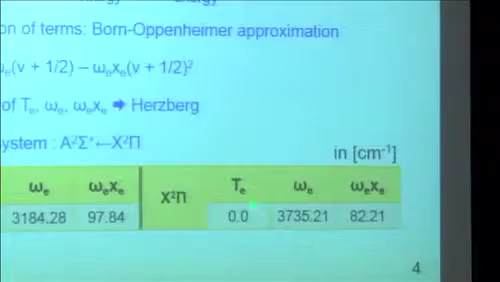 on of terms: Born-Oppenheimer approximation
(v + 1/2) – ωₑxₑ(v + 1/2)²
of Tₑ, ωₑ, ωₑxₑ ➡ Herzberg
ystem : A²Σ⁺←X²Π
in [cm⁻¹]
ωₑ ωₑxₑ X²Π Tₑ ωₑ ωₑxₑ
3184.28 97.84 0.0 3735.21 82.21
4